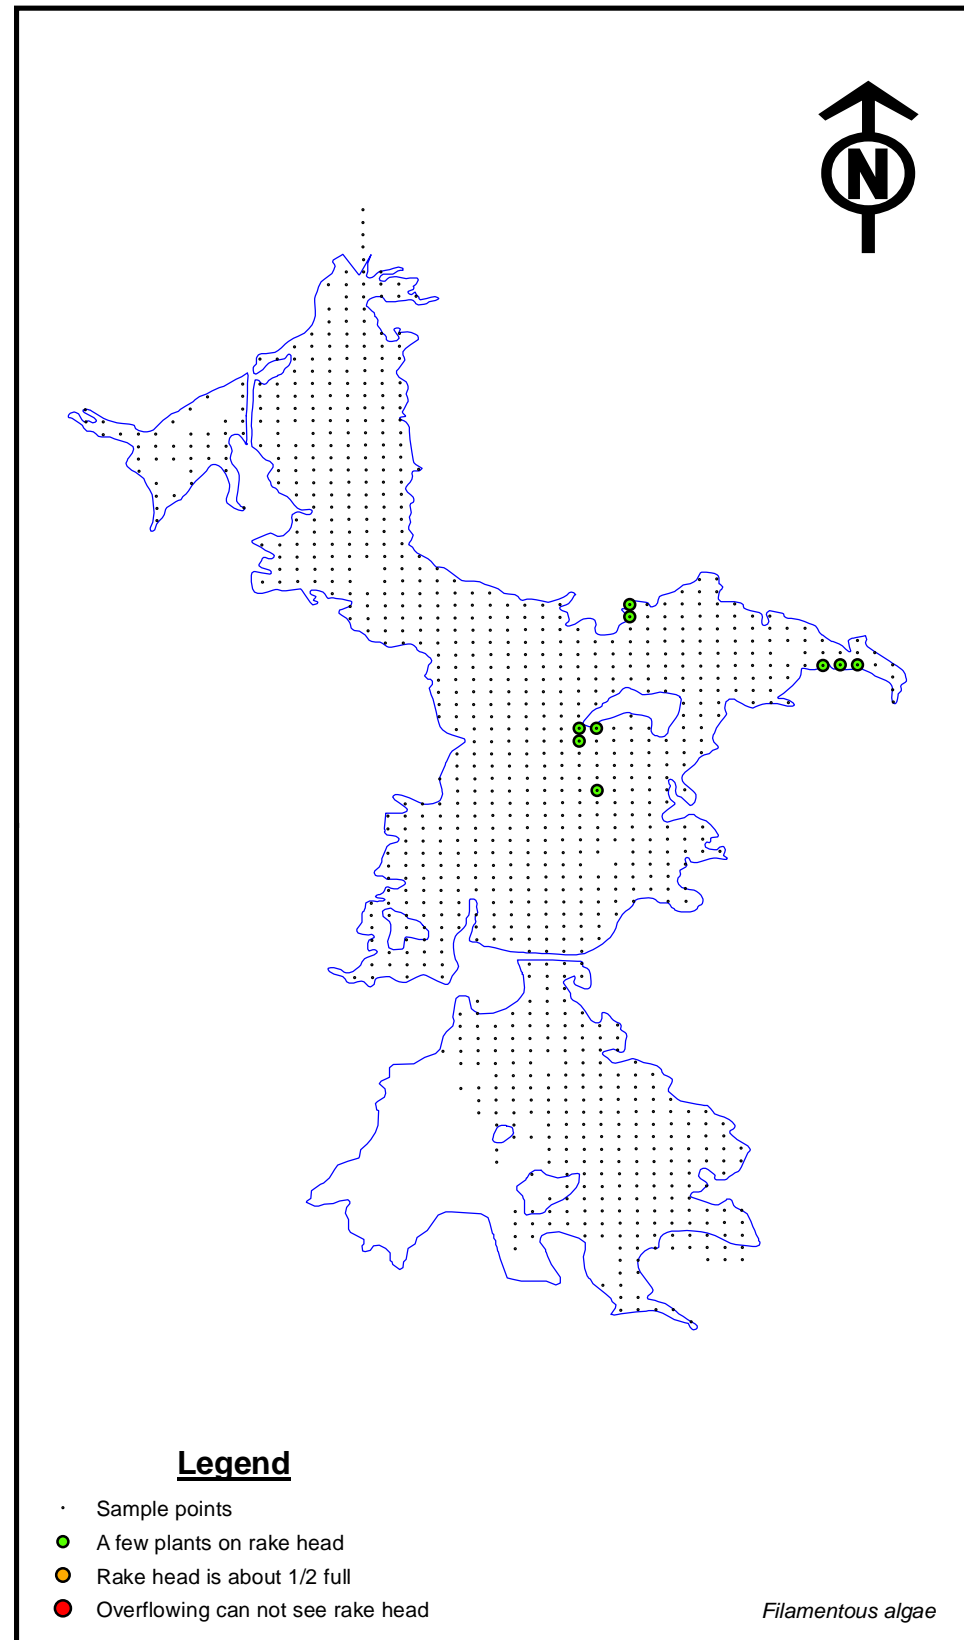 N
Legend
Sample points
A few plants on rake head
Rake head is about 1/2 full
Overflowing can not see rake head
Filamentous algae